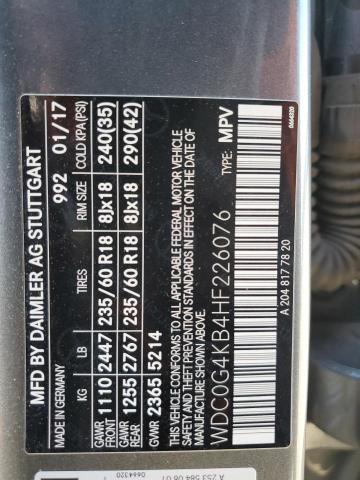 MFD BY DAIMLER AG STUTTGART
MADE IN GERMANY 992 01/17
KG LB TIRES RIM SIZE COLD KPA(PSI)
GAWR FRONT 1110 2447 235/60 R18 8Jx18 240(35)
GAWR REAR 1255 2767 235/60 R18 8Jx18 290(42)
GVWR 2365 5214
THIS VEHICLE CONFORMS TO ALL APPLICABLE FEDERAL MOTOR VEHICLE
SAFETY AND THEFT PREVENTION STANDARDS IN EFFECT ON THE DATE OF
MANUFACTURE SHOWN ABOVE.
WDC0G4KB4HF226076 TYPE: MPV
A 204 817 78 20
0664320
A 253 584 06 01
0664320